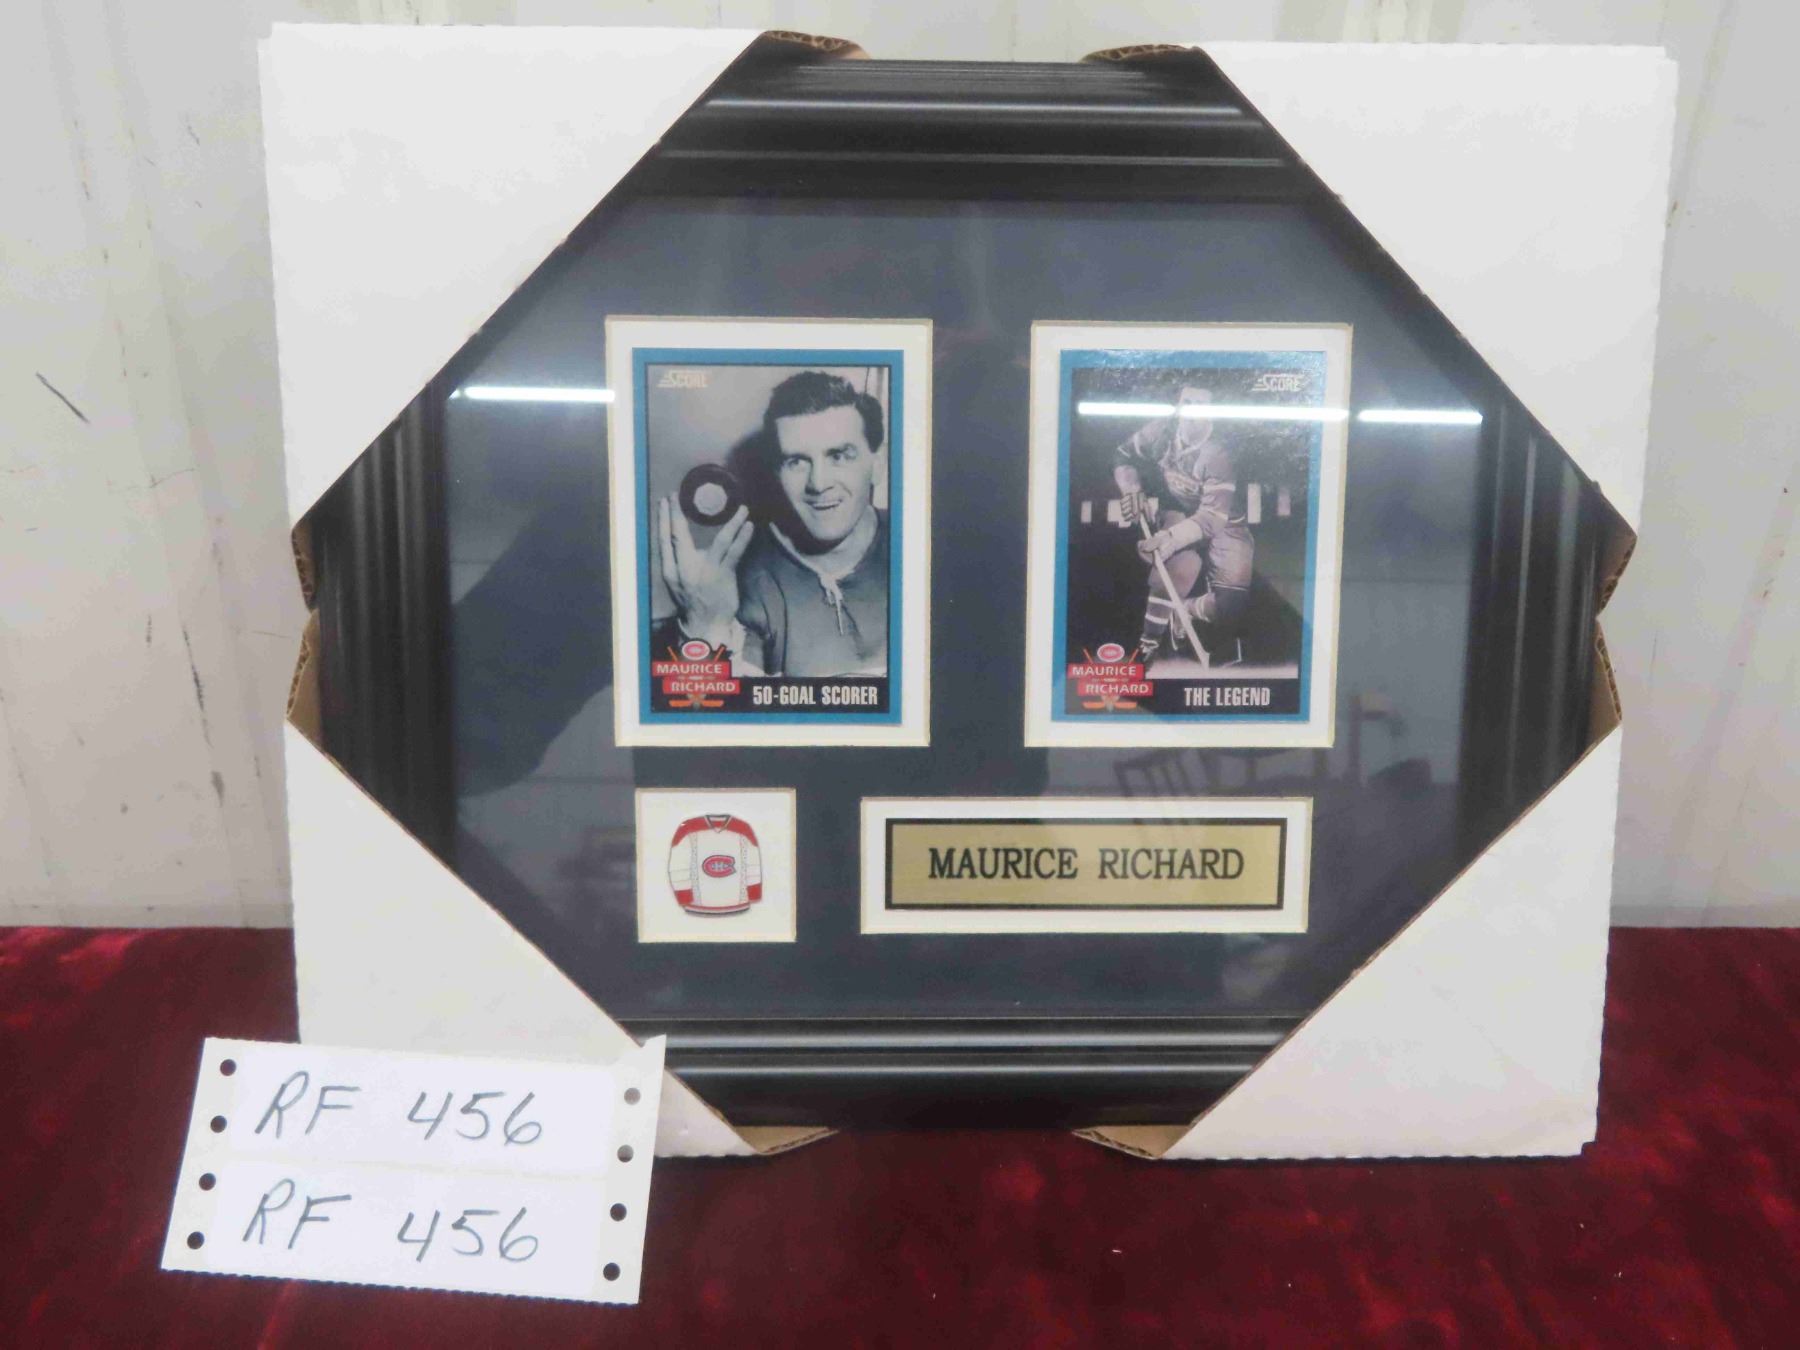 SCORE
MAURICE
RICHARD
50-GOAL SCORER
SCORE
MAURICE
RICHARD
THE LEGEND
MAURICE RICHARD
RF 456
RF 456